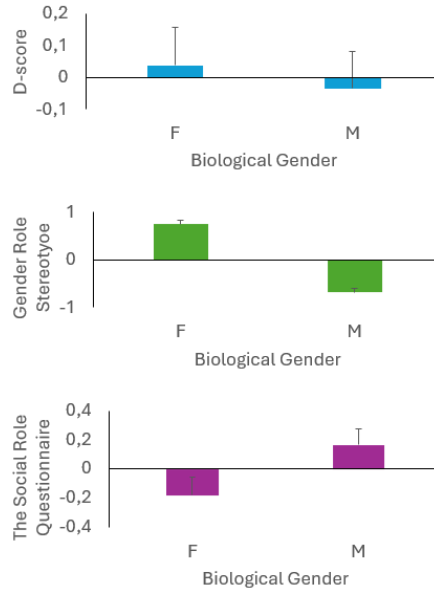 0,2
0,1
0
-0,1
D-score
F M
Biological Gender
1
0
-1
Gender Role
Stereotyoe
F M
Biological Gender
0,4
0,2
0
-0,2
-0,4
The Social Role
Questionnaire
F M
Biological Gender